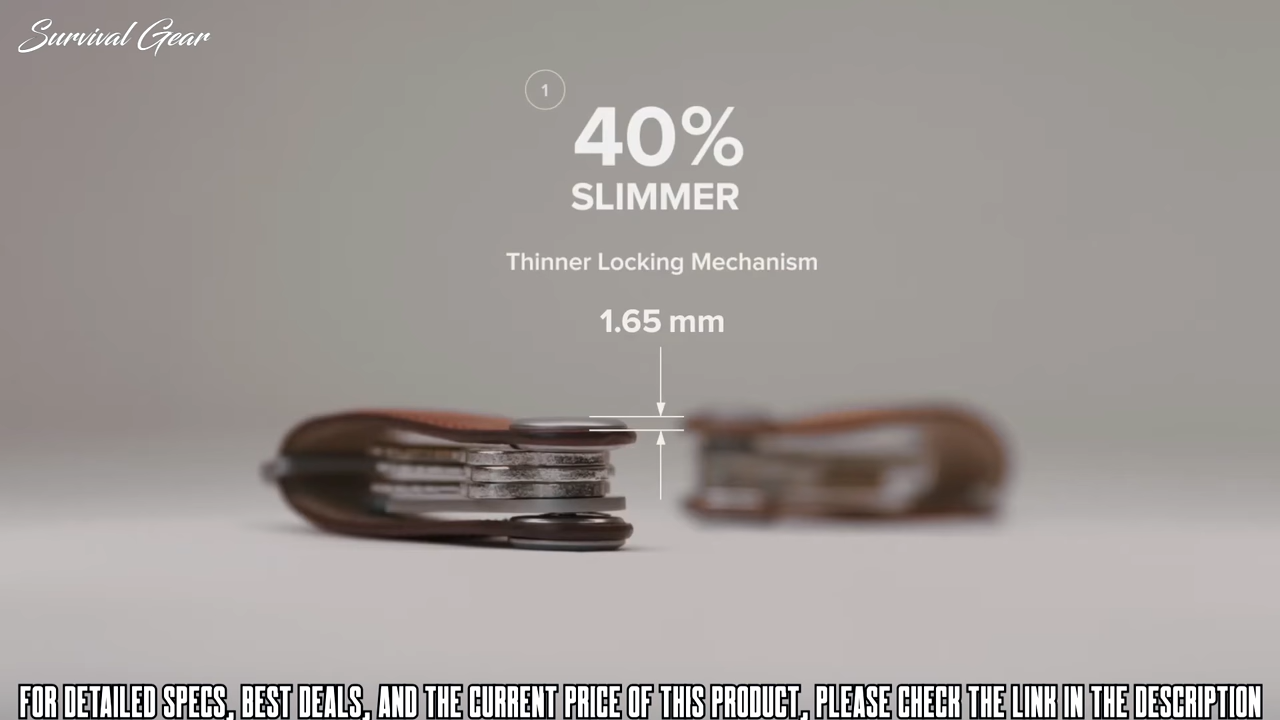 Survival Gear
1
40%
SLIMMER
Thinner Locking Mechanism
1.65 mm
FOR DETAILED SPECS, BEST DEALS, AND THE CURRENT PRICE OF THIS PRODUCT, PLEASE CHECK THE LINK IN THE DESCRIPTION